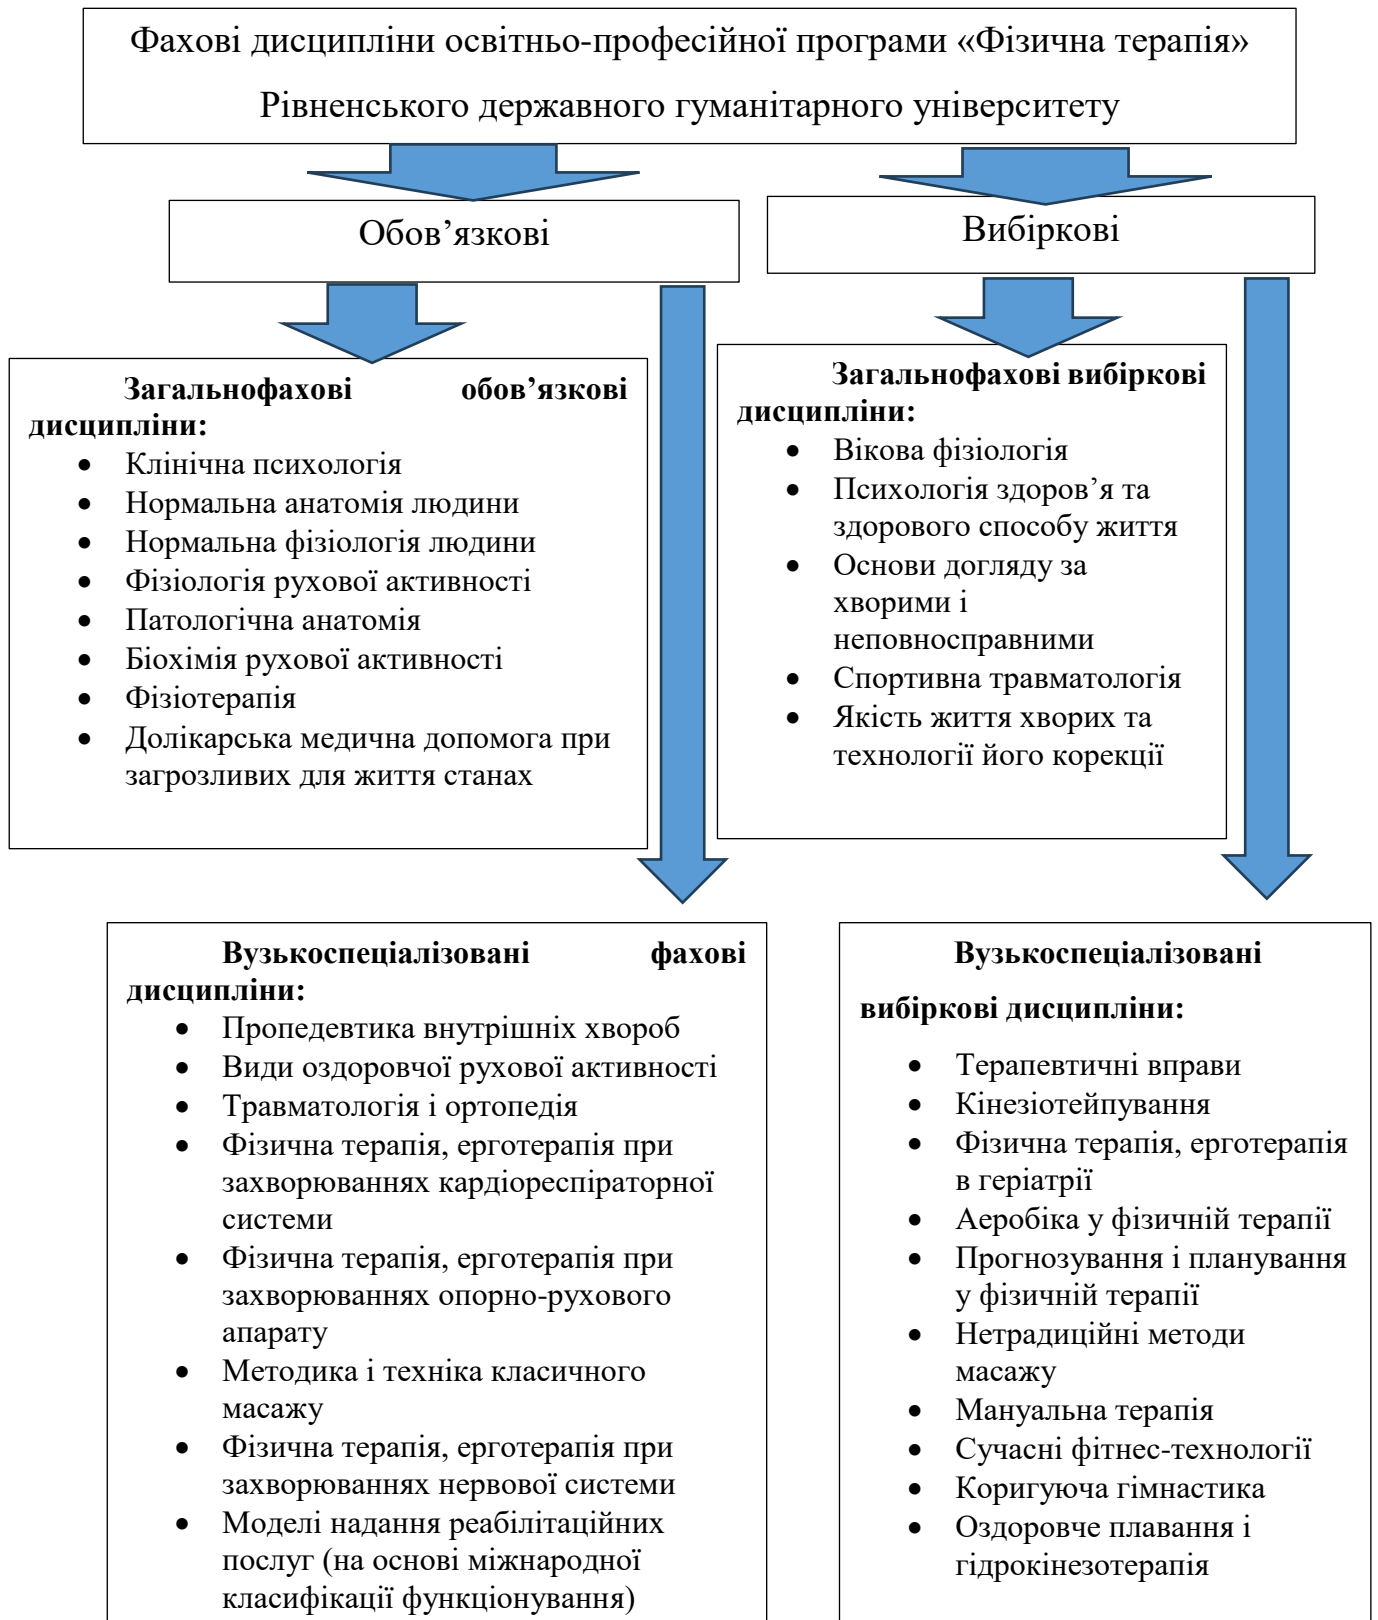 Фахові дисципліни освітньо-професійної програми «Фізична терапія»
Рівненського державного гуманітарного університету
Обов’язкові
Вибіркові
Загальнофахові обов’язкові
дисципліни:
• Клінічна психологія
• Нормальна анатомія людини
• Нормальна фізіологія людини
• Фізіологія рухової активності
• Патологічна анатомія
• Біохімія рухової активності
• Фізіотерапія
• Долікарська медична допомога при
загрозливих для життя станах
Загальнофахові вибіркові
дисципліни:
• Вікова фізіологія
• Психологія здоров’я та
здорового способу життя
• Основи догляду за
хворими і
неповносправними
• Спортивна травматологія
• Якість життя хворих та
технології його корекції
Вузькоспеціалізовані фахові
дисципліни:
• Пропедевтика внутрішніх хвороб
• Види оздоровчої рухової активності
• Травматологія і ортопедія
• Фізична терапія, ерготерапія при
захворюваннях кардіореспіраторної
системи
• Фізична терапія, ерготерапія при
захворюваннях опорно-рухового
апарату
• Методика і техніка класичного
масажу
• Фізична терапія, ерготерапія при
захворюваннях нервової системи
• Моделі надання реабілітаційних
послуг (на основі міжнародної
класифікації функціонування)
Вузькоспеціалізовані
вибіркові дисципліни:
• Терапевтичні вправи
• Кінезіотейпування
• Фізична терапія, ерготерапія
в геріатрії
• Аеробіка у фізичній терапії
• Прогнозування і планування
у фізичній терапії
• Нетрадиційні методи
масажу
• Мануальна терапія
• Сучасні фітнес-технології
• Коригуюча гімнастика
• Оздоровче плавання і
гідрокінезотерапія